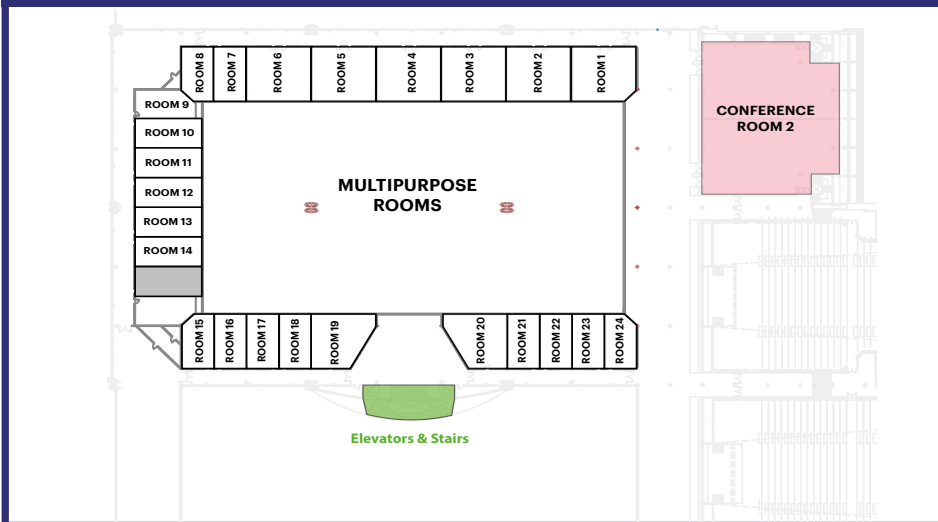 ROOM 8
ROOM 7
ROOM 6
ROOM 5
ROOM 4
ROOM 3
ROOM 2
ROOM 1
ROOM 9
ROOM 10
ROOM 11
ROOM 12
ROOM 13
ROOM 14
MULTIPURPOSE
ROOMS
CONFERENCE
ROOM 2
ROOM 15
ROOM 16
ROOM 17
ROOM 18
ROOM 19
ROOM 20
ROOM 21
ROOM 22
ROOM 23
ROOM 24
Elevators & Stairs